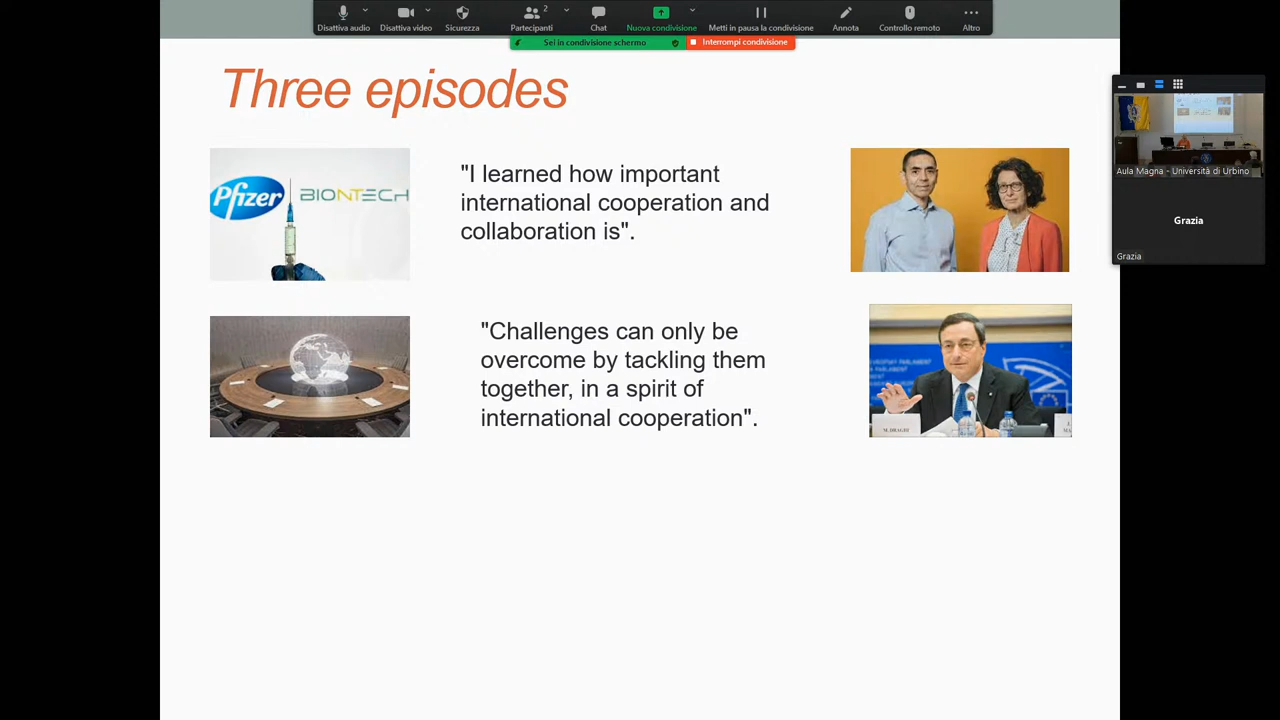 Disattiva audio
Disattiva video
Sicurezza
Partecipanti
2
Chat
Nuova condivisione
Metti in pausa la condivisione
Annota
Controllo remoto
Altro
Sei in condivisione schermo
Interrompi condivisione
Three episodes
Pfizer
BIONTECH
"I learned how important
international cooperation and
collaboration is".
"Challenges can only be
overcome by tackling them
together, in a spirit of
international cooperation".
M. DRAGHI
Aula Magna - Università di Urbino
Grazia
Grazia